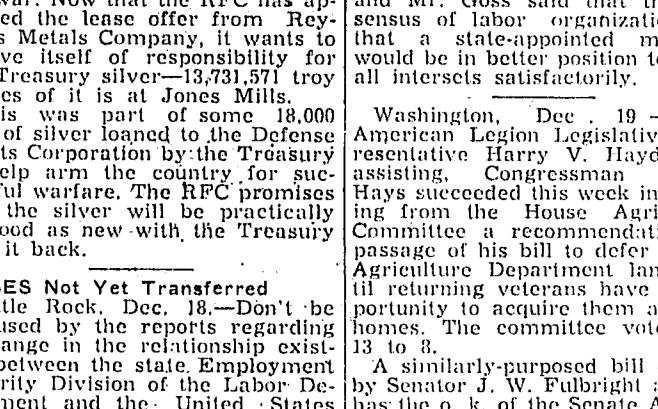 ed the lease offer from Rey-
s Metals Company, it wants to
ve itself of responsibility for
Treasury silver—13,731,571 troy
es of it is at Jones Mills.
is was part of some 18,000
of silver loaned to the Defense
ts Corporation by the Treasury
elp arm the country for suc-
ful warfare. The RFC promises
the silver will be practically
ood as new with the Treasury
it back.
ES Not Yet Transferred
tle Rock, Dec. 18.—Don't be
used by the reports regarding
ange in the relationship exist-
between the state Employment
rity Division of the Labor De-
ment and the United States
and Mr. Goss said that th
sensus of labor organizatio
that a state-appointed m
would be in better position to
all intersets satisfactorily.
Washington, Dec . 19 —
American Legion Legislativ
resentative Harry V. Hayd
assisting, Congressman
Hays succeeded this week in
ing from the House Agri
Committee a recommendati
passage of his bill to defer
Agriculture Department lan
til returning veterans have
portunity to acquire them a
homes. The committee vote
13 to 8.
A similarly-purposed bill
by Senator J. W. Fulbright a
has the o. k. of the Senate A